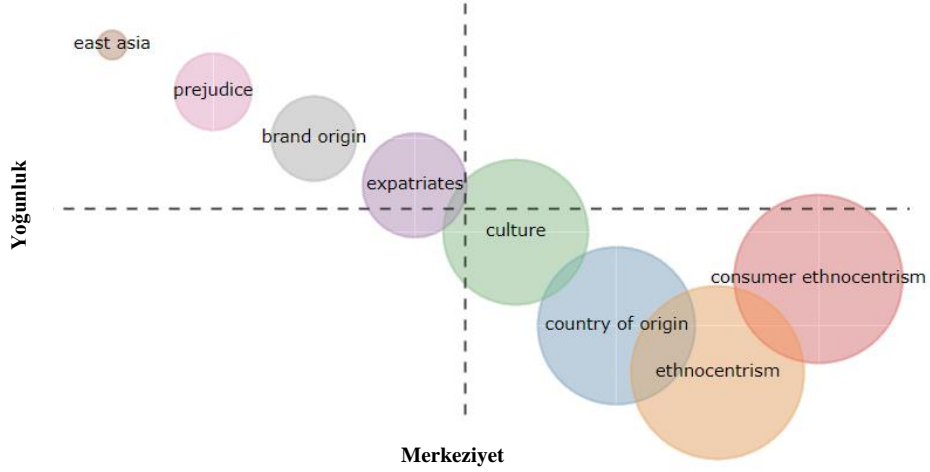 east asia
prejudice
brand origin
expatriates
culture
consumer ethnocentrism
country of origin
ethnocentrism
Yoğunluk
Merkeziyet